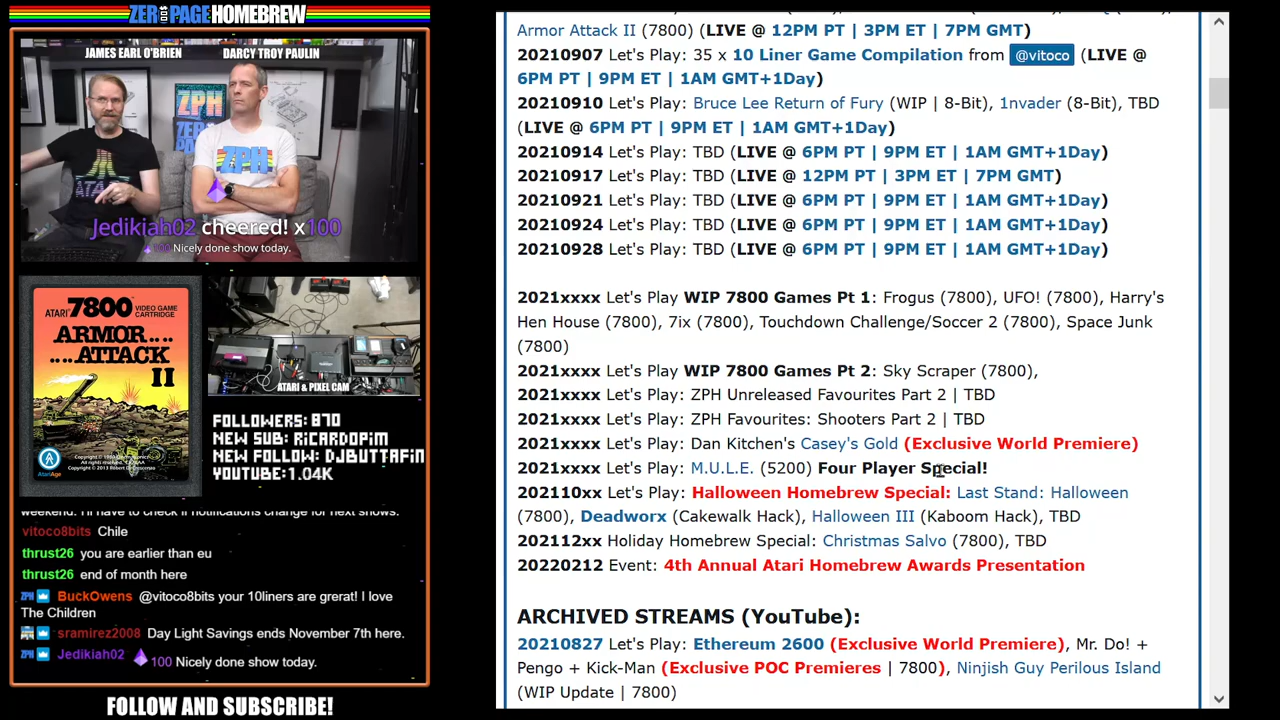 ZEROPAGE HOMEBREW
JAMES EARL O'BRIEN
DARCY TROY PAULIN
ZPH
ZPH
ATARI
Jedikiah02 cheered! x100
100 Nicely done show today.
ATARI 7800 VIDEO GAME CARTRIDGE
ARMOR...
...ATTACK
II
AtariAge
ATARI & PIXEL CAM
FOLLOWERS: 870
NEW SUB: RICARDOPIM
NEW FOLLOW: DJBUTTAFIN
YOUTUBE: 1.04K
weekend. I'll have to check if notifications change for next shows.
vitoco8bits Chile
thrust26 you are earlier than eu
thrust26 end of month here
ZPH BuckOwens @vitoco8bits your 10liners are grerat! I love
The Children
sramirez2008 Day Light Savings ends November 7th here.
ZPH Jedikiah02 100 Nicely done show today.
FOLLOW AND SUBSCRIBE!
Armor Attack II (7800) (LIVE @ 12PM PT | 3PM ET | 7PM GMT)
20210907 Let's Play: 35 x 10 Liner Game Compilation from @vitoco (LIVE @
6PM PT | 9PM ET | 1AM GMT+1Day)
20210910 Let's Play: Bruce Lee Return of Fury (WIP | 8-Bit), 1nvader (8-Bit), TBD
(LIVE @ 6PM PT | 9PM ET | 1AM GMT+1Day)
20210914 Let's Play: TBD (LIVE @ 6PM PT | 9PM ET | 1AM GMT+1Day)
20210917 Let's Play: TBD (LIVE @ 12PM PT | 3PM ET | 7PM GMT)
20210921 Let's Play: TBD (LIVE @ 6PM PT | 9PM ET | 1AM GMT+1Day)
20210924 Let's Play: TBD (LIVE @ 6PM PT | 9PM ET | 1AM GMT+1Day)
20210928 Let's Play: TBD (LIVE @ 6PM PT | 9PM ET | 1AM GMT+1Day)
2021xxxx Let's Play WIP 7800 Games Pt 1: Frogus (7800), UFO! (7800), Harry's
Hen House (7800), 7ix (7800), Touchdown Challenge/Soccer 2 (7800), Space Junk
(7800)
2021xxxx Let's Play WIP 7800 Games Pt 2: Sky Scraper (7800),
2021xxxx Let's Play: ZPH Unreleased Favourites Part 2 | TBD
2021xxxx Let's Play: ZPH Favourites: Shooters Part 2 | TBD
2021xxxx Let's Play: Dan Kitchen's Casey's Gold (Exclusive World Premiere)
2021xxxx Let's Play: M.U.L.E. (5200) Four Player Special!
202110xx Let's Play: Halloween Homebrew Special: Last Stand: Halloween
(7800), Deadworx (Cakewalk Hack), Halloween III (Kaboom Hack), TBD
202112xx Holiday Homebrew Special: Christmas Salvo (7800), TBD
20220212 Event: 4th Annual Atari Homebrew Awards Presentation
ARCHIVED STREAMS (YouTube):
20210827 Let's Play: Ethereum 2600 (Exclusive World Premiere), Mr. Do! +
Pengo + Kick-Man (Exclusive POC Premieres | 7800), Ninjish Guy Perilous Island
(WIP Update | 7800)